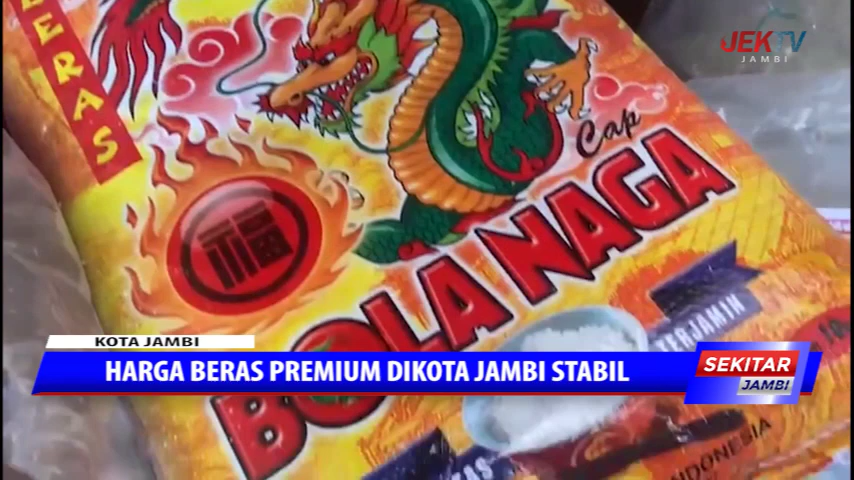 BERAS
JEKTV
JAMBI
Cap
BOLA NAGA
TERJAMIN
KOTA JAMBI
HARGA BERAS PREMIUM DIKOTA JAMBI STABIL
SEKITAR
JAMBI
INDONESIA